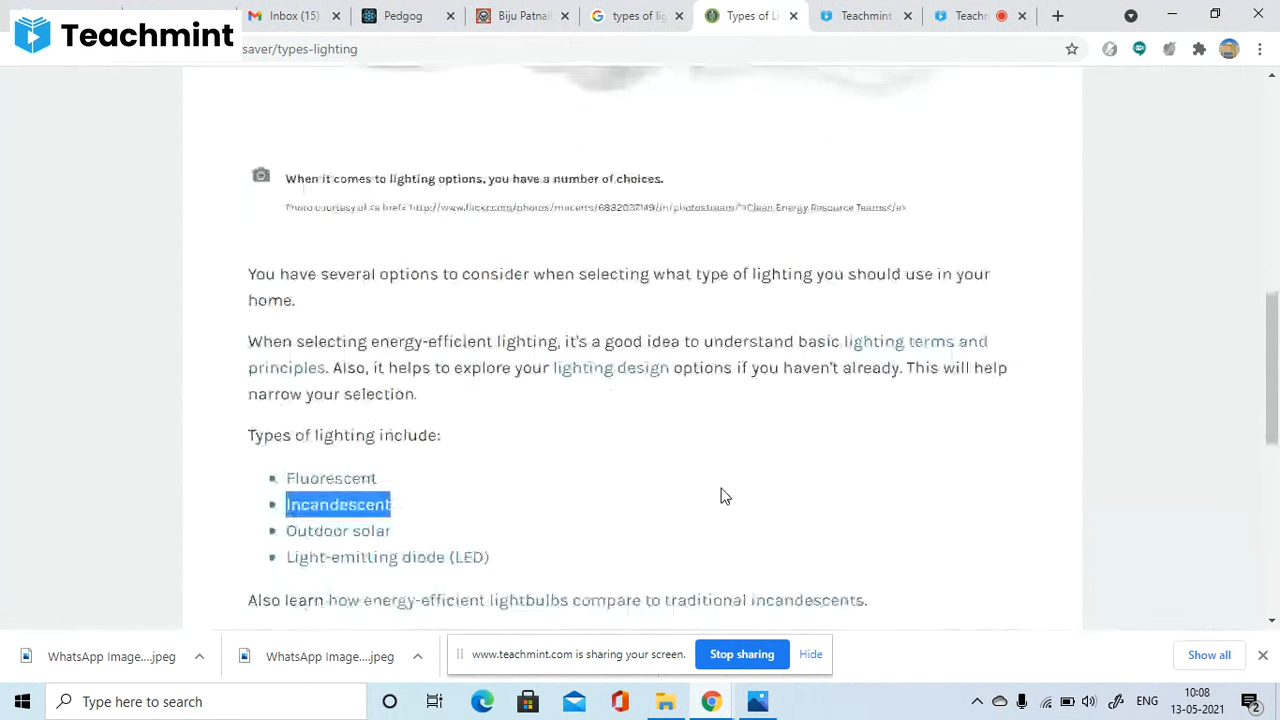 Teachmint
Inbox (15)
Pedgog
Biju Patnai
types of lig
Types of Li
Teachmint
Teachn
saver/types-lighting
When it comes to lighting options, you have a number of choices.
You have several options to consider when selecting what type of lighting you should use in your
home.
When selecting energy-efficient lighting, it's a good idea to understand basic lighting terms and
principles. Also, it helps to explore your lighting design options if you haven't already. This will help
narrow your selection.
Types of lighting include:
Fluorescent
Incandescent
Outdoor solar
Light-emitting diode (LED)
Also learn how energy-efficient lightbulbs compare to traditional incandescents.
WhatsApp Image....jpeg
WhatsApp Image....jpeg
www.teachmint.com is sharing your screen.
Stop sharing
Hide
Show all
Type here to search
ENG
10:08
13-05-2021
2